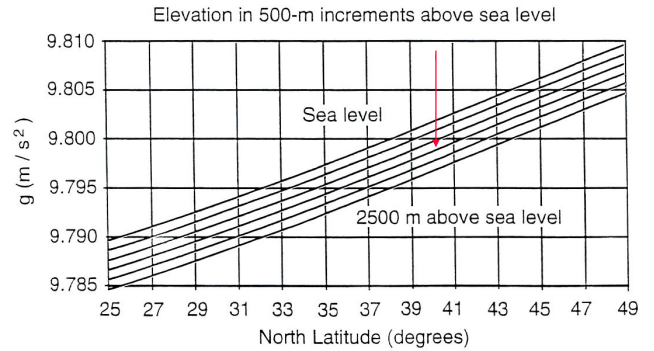 Elevation in 500-m increments above sea level
9.810
9.805
9.800
9.795
9.790
9.785
g (m / s²)
Sea level
2500 m above sea level
25 27 29 31 33 35 37 39 41 43 45 47 49
North Latitude (degrees)